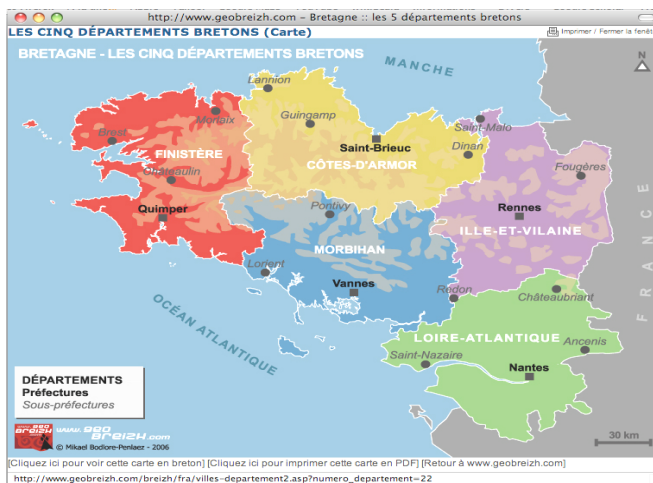 http://www.geobreizh.com – Bretagne :: les 5 départements bretons
LES CINQ DÉPARTEMENTS BRETONS (Carte)
Imprimer / Fermer la fenêt
BRETAGNE - LES CINQ DÉPARTEMENTS BRETONS
MANCHE
N
Lannion
Morlaix
Guingamp
Saint-Malo
Brest
Saint-Brieuc
Dinan
FINISTÈRE
CÔTES-D'ARMOR
Fougères
Châteaulin
Quimper
Pontivy
Rennes
ILLE-ET-VILAINE
MORBIHAN
FRANCE
Lorient
Vannes
Redon
Châteaubriant
OCÉAN ATLANTIQUE
LOIRE-ATLANTIQUE
Ancenis
Saint-Nazaire
Nantes
DÉPARTEMENTS
Préfectures
Sous-préfectures
www.geobreizh.com
© Mikael Bodlore-Penlaez - 2006
30 km
[Cliquez ici pour voir cette carte en breton] [Cliquez ici pour imprimer cette carte en PDF] [Retour à www.geobreizh.com]
http://www.geobreizh.com/breizh/fra/villes-departement2.asp?numero_departement=22